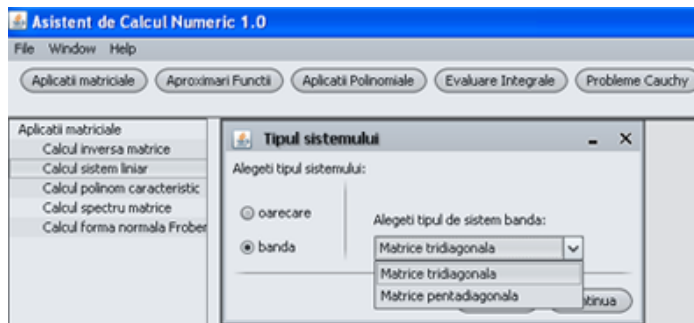 Asistent de Calcul Numeric 1.0
File Window Help
Aplicatii matriciale Aproximari Functii Aplicatii Polinomiale Evaluare Integrale Probleme Cauchy
Aplicatii matriciale
Calcul inversa matrice
Calcul sistem liniar
Calcul polinom caracteristic
Calcul spectru matrice
Calcul forma normala Frober
Tipul sistemului
Alegeti tipul sistemului:
oarecare
banda
Alegeti tipul de sistem banda:
Matrice tridiagonala
Matrice tridiagonala
Matrice pentadiagonala
ntinua